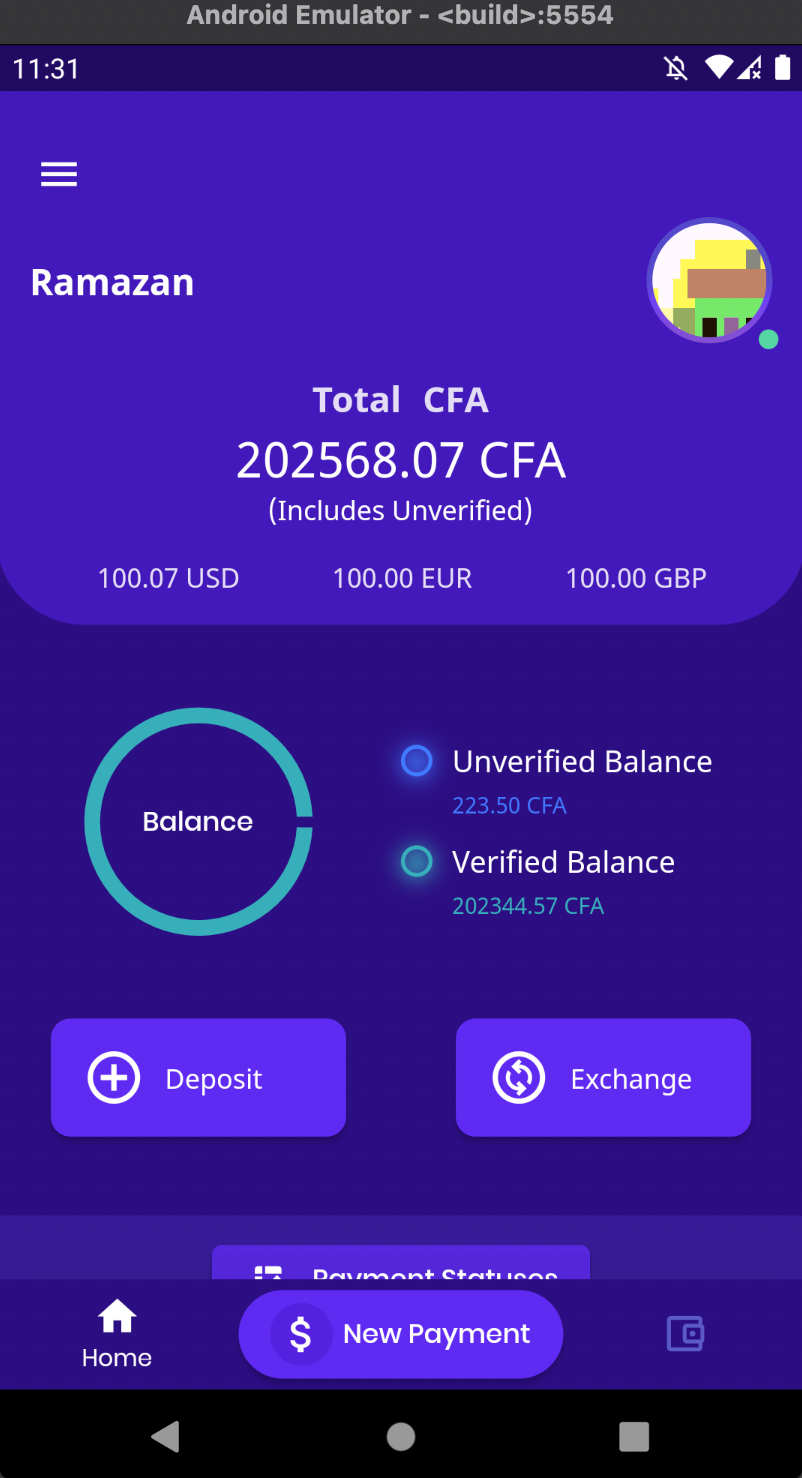 Android Emulator - <build>:5554
11:31
Ramazan
Total CFA
202568.07 CFA
(Includes Unverified)
100.07 USD 100.00 EUR 100.00 GBP
Balance
Unverified Balance
223.50 CFA
Verified Balance
202344.57 CFA
Deposit Exchange
Payment Statuses
Home
New Payment